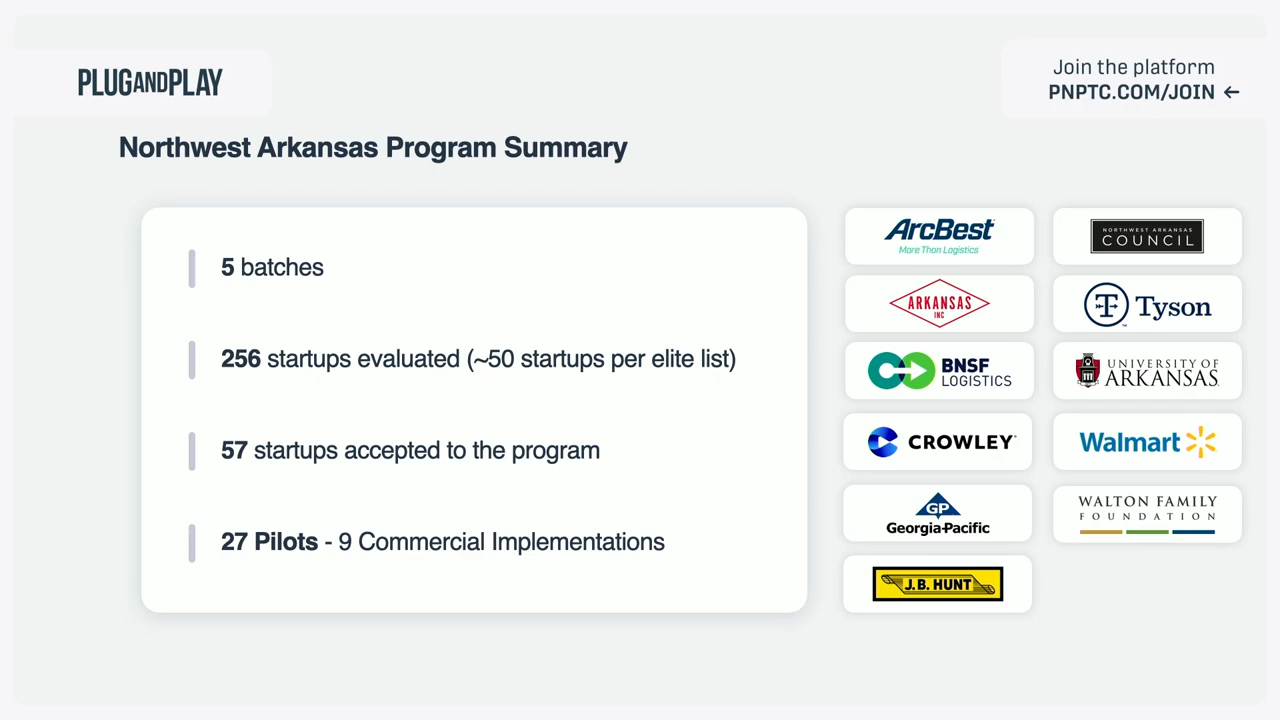 PLUGANDPLAY
Join the platform
PNPTC.COM/JOIN ←
Northwest Arkansas Program Summary
5 batches
256 startups evaluated (~50 startups per elite list)
57 startups accepted to the program
27 Pilots - 9 Commercial Implementations
ArcBest
More Than Logistics
NORTHWEST ARKANSAS
COUNCIL
ARKANSAS
INC
T
Tyson
™
BNSF
LOGISTICS
UNIVERSITY OF
ARKANSAS
CROWLEY
Walmart
GP
Georgia-Pacific
WALTON FAMILY
FOUNDATION
J.B. HUNT